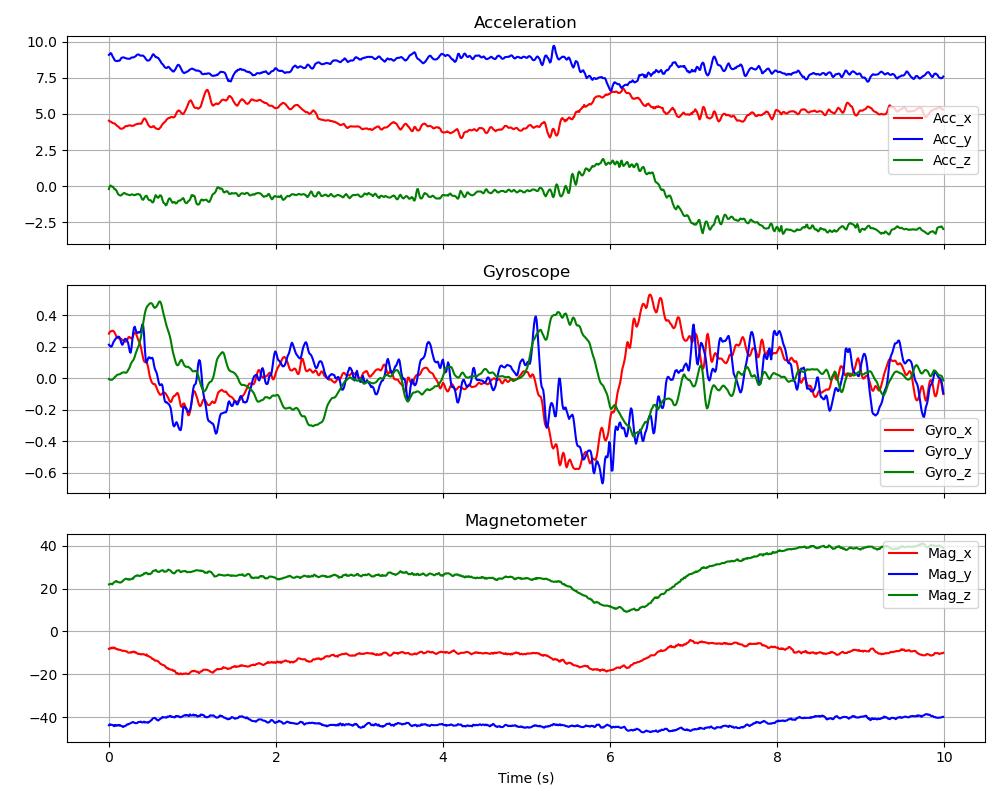 Acceleration
10.0
7.5
5.0
2.5
0.0
−2.5
Acc_x
Acc_y
Acc_z
Gyroscope
0.4
0.2
0.0
−0.2
−0.4
−0.6
Gyro_x
Gyro_y
Gyro_z
Magnetometer
40
20
0
−20
−40
Mag_x
Mag_y
Mag_z
0 2 4 6 8 10
Time (s)